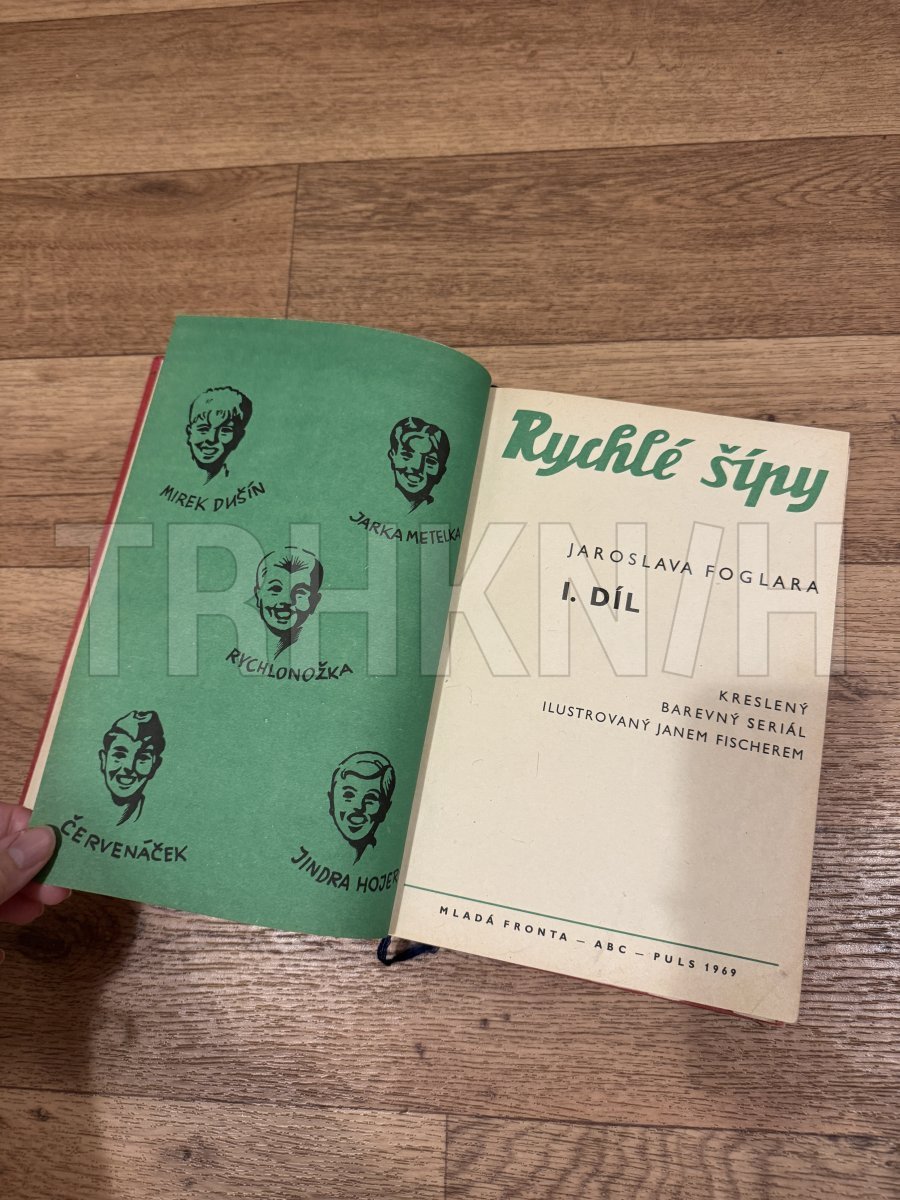 MIREK DUŠÍN
JARKA METELKA
RYCHLONOŽKA
ČERVENÁČEK
JINDRA HOJER
Rychlé šípy
JAROSLAVA FOGLARA
I. DÍL
KRESLENÝ
BAREVNÝ SERIÁL
ILUSTROVANÝ JANEM FISCHEREM
MLADÁ FRONTA — ABC — PULS 1969
TRHKNIH